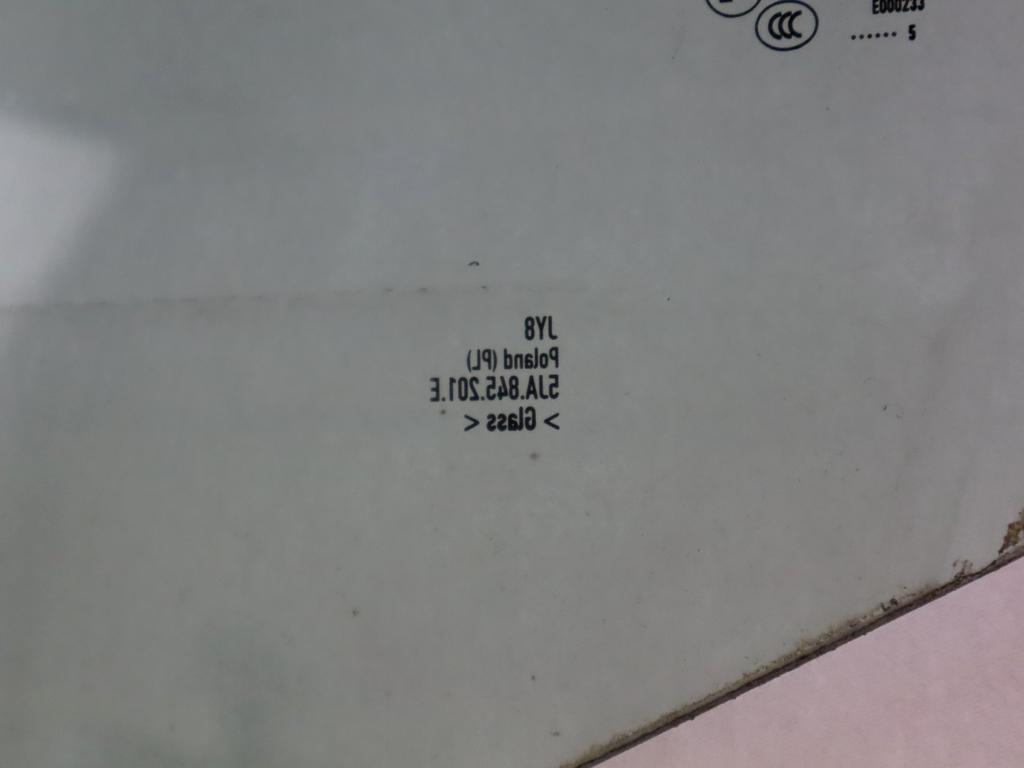 CCC
E000233
...... 5
JY8
Poland (PL)
5JA.845.201.E
> Glass <